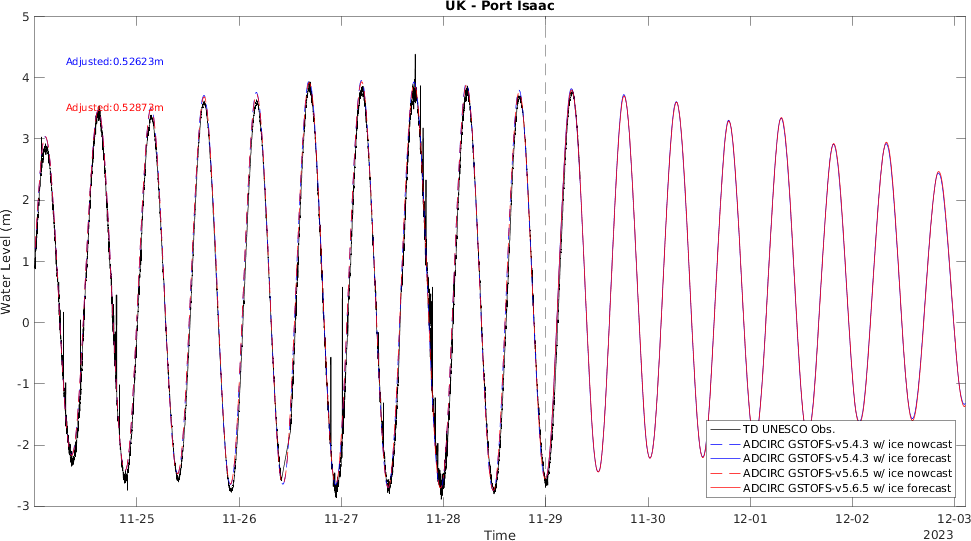 UK - Port Isaac
5
4
3
2
1
0
-1
-2
-3
Water Level (m)
Adjusted:0.52623m
Adjusted:0.52873m
TD UNESCO Obs.
ADCIRC GSTOFS-v5.4.3 w/ ice nowcast
ADCIRC GSTOFS-v5.4.3 w/ ice forecast
ADCIRC GSTOFS-v5.6.5 w/ ice nowcast
ADCIRC GSTOFS-v5.6.5 w/ ice forecast
11-25 11-26 11-27 11-28 11-29 11-30 12-01 12-02 12-03
Time
2023